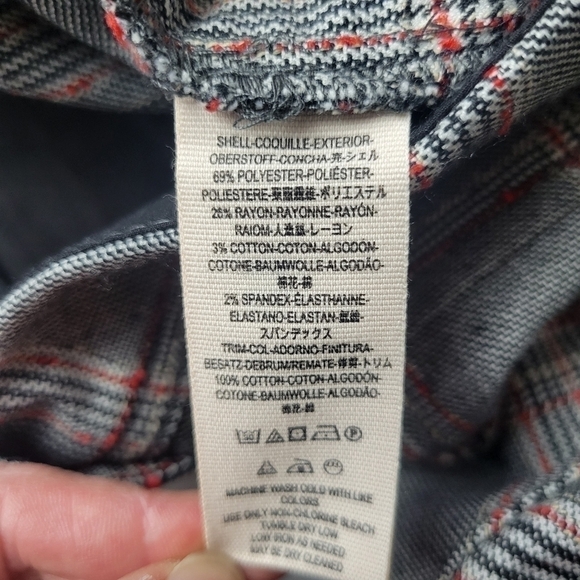 SHELL-COQUILLE-EXTERIOR-
OBERSTOFF-CONCHA-売-シェル
69% POLYESTER-POLIÉSTER-
POLIESTERE-聚脂纖維-ポリエステル
26% RAYON-RAYONNE-RAYÓN-
RAIOM-人造絲-レーヨン
3% COTTON-COTON-ALGODON-
COTONE-BAUMWOLLE-ALGODÃO-
棉花-綿
2% SPANDEX-ÉLASTHANNE-
ELASTANO-ELASTAN-氨綸-
スパンデックス
TRIM-COL-ADORNO-FINITURA-
BESATZ-DEBRUM/REMATE-修剪-トリム
100% COTTON-COTON-ALGODÓN-
COTONE-BAUMWOLLE-ALGODÃO-
棉花-綿
MACHINE WASH COLD WITH LIKE
COLORS
USE ONLY NON-CHLORINE BLEACH
TUMBLE DRY LOW
LOW IRON AS NEEDED
MAY BE DRY CLEANED